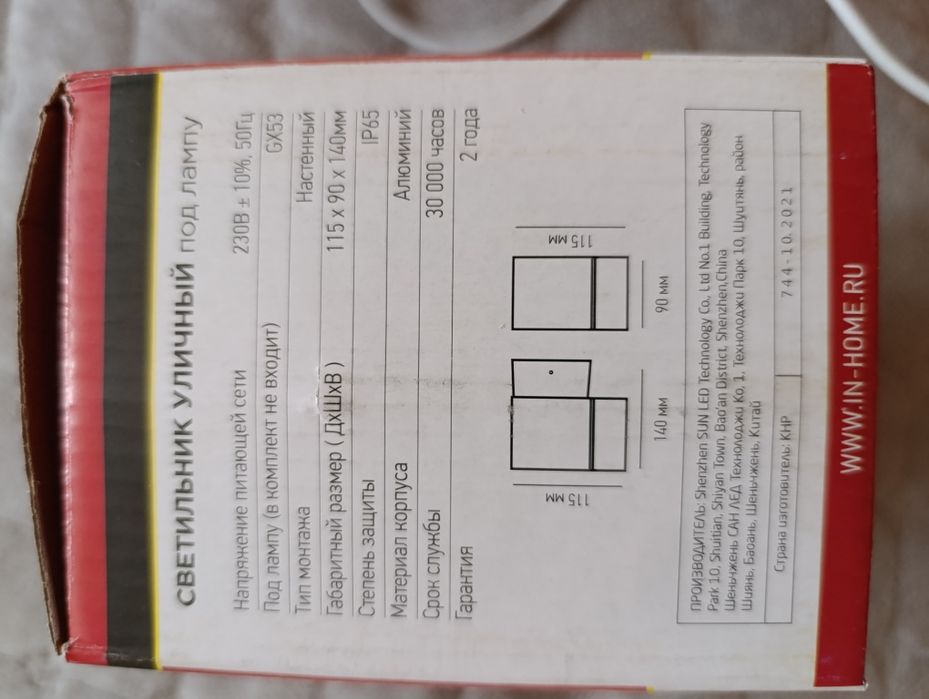 СВЕТИЛЬНИК УЛИЧНЫЙ ПОД ЛАМПУ
Напряжение питающей сети 230В ± 10%, 50Гц
Под лампу (в комплект не входит) GX53
Тип монтажа Настенный
Габаритный размер ( ДхШхВ ) 115 x 90 x 140мм
Степень защиты IP65
Материал корпуса Алюминий
Срок службы 30 000 часов
Гарантия 2 года
115 мм
140 мм
115 мм
90 мм
ПРОИЗВОДИТЕЛЬ: Shenzhen SUN LED Technology Co., Ltd No.1 Building, Technology
Park 10, Shuitian, Shiyan Town, Bao'an District, Shenzhen,China
Шеньчжень САН ЛЕД Технолоджи Ко, 1, Технолоджи Парк 10, Шуитянь, район
Шиянь, Баоань, Шеньчжень, Китай
Страна изготовитель: КНР 744-10.2021
WWW.IN-HOME.RU